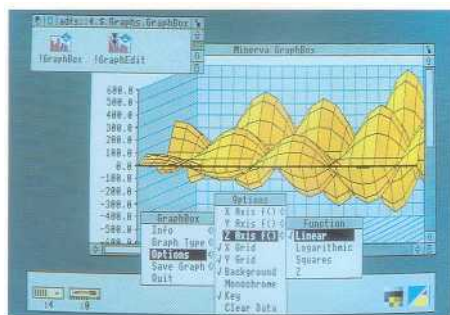 adfs::4.$.Graphs.GraphBox
!GraphBox !GraphEdit
Minerva GraphBox
600.0
500.0
400.0
300.0
200.0
100.0
0.0
-100.0
-200.0
-300.0
-400.0
-500.0
-600.0
GraphBox
Info
Graph Type
Options
Save Graph
Quit
Options
X Axis f()
Y Axis f()
Z Axis f()
X Grid
Y Grid
Background
Monochrome
Key
Clear Data
Function
Linear
Logarithmic
Squares
Z
:4 :0